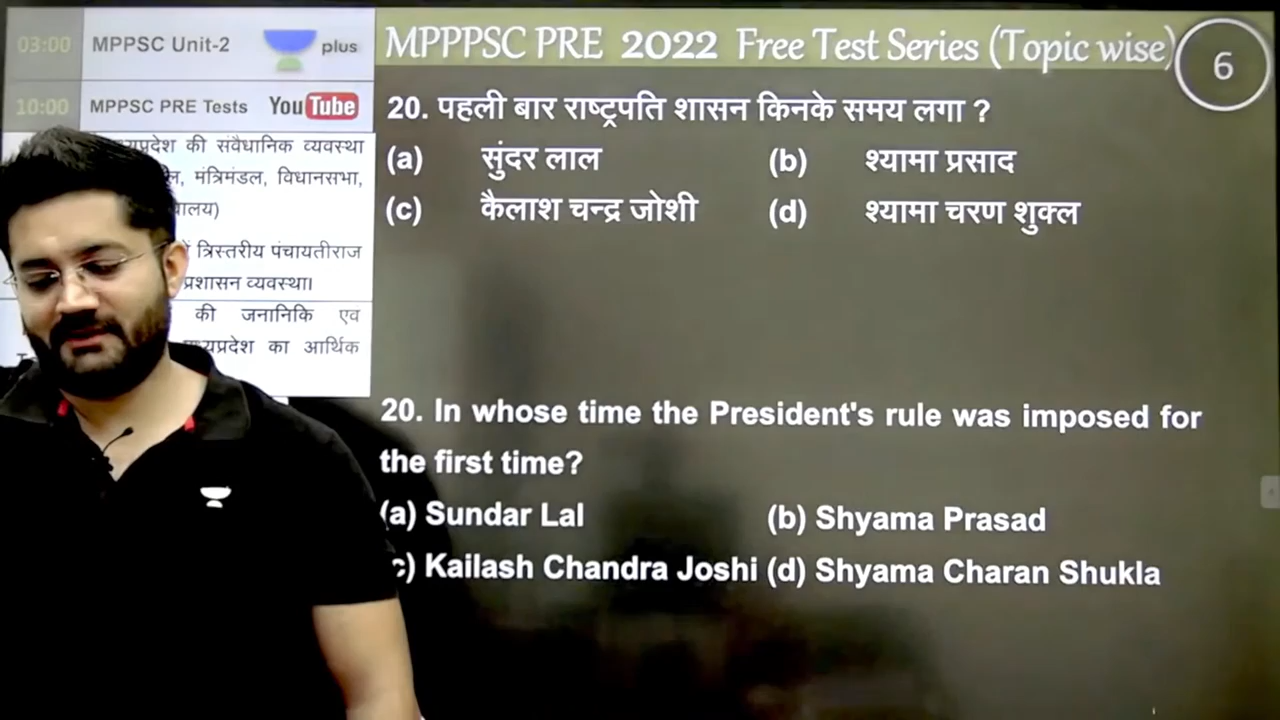 03:00 MPPSC Unit-2 plus
10:00 MPPSC PRE Tests YouTube
MPPPSC PRE 2022 Free Test Series (Topic wise)
6
की संवैधानिक व्यवस्था
मंत्रिमंडल, विधानसभा,
त्रिस्तरीय पंचायतीराज
प्रशासन व्यवस्था।
की जनानिकि एव
का आर्थिक
20. पहली बार राष्ट्रपति शासन किनके समय लगा ?
(a) सुंदर लाल (b) श्यामा प्रसाद
(c) कैलाश चन्द्र जोशी (d) श्यामा चरण शुक्ल
20. In whose time the President's rule was imposed for
the first time?
(a) Sundar Lal (b) Shyama Prasad
c) Kailash Chandra Joshi (d) Shyama Charan Shukla